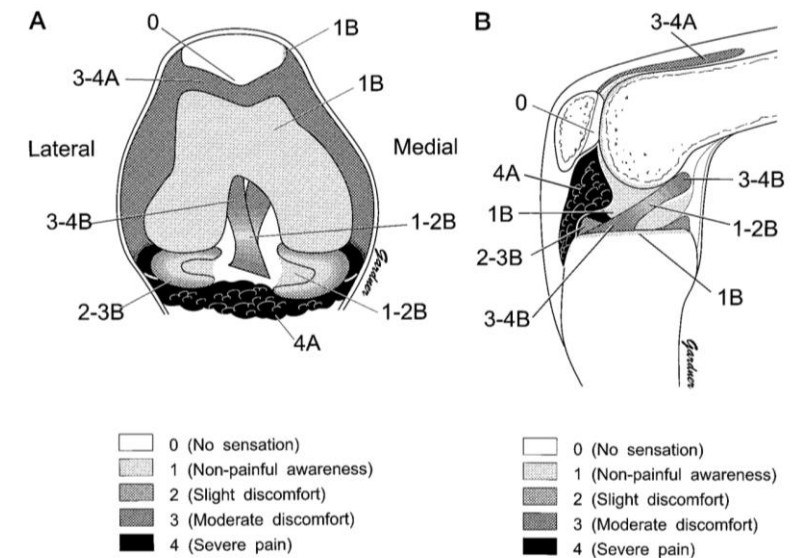 A
0
1B
3-4A
1B
Lateral
Medial
3-4B
1-2B
Gardner
2-3B
1-2B
4A
0 (No sensation)
1 (Non-painful awareness)
2 (Slight discomfort)
3 (Moderate discomfort)
4 (Severe pain)
B
3-4A
0
4A
3-4B
1B
1-2B
2-3B
1B
3-4B
Gardner
0 (No sensation)
1 (Non-painful awareness)
2 (Slight discomfort)
3 (Moderate discomfort)
4 (Severe pain)